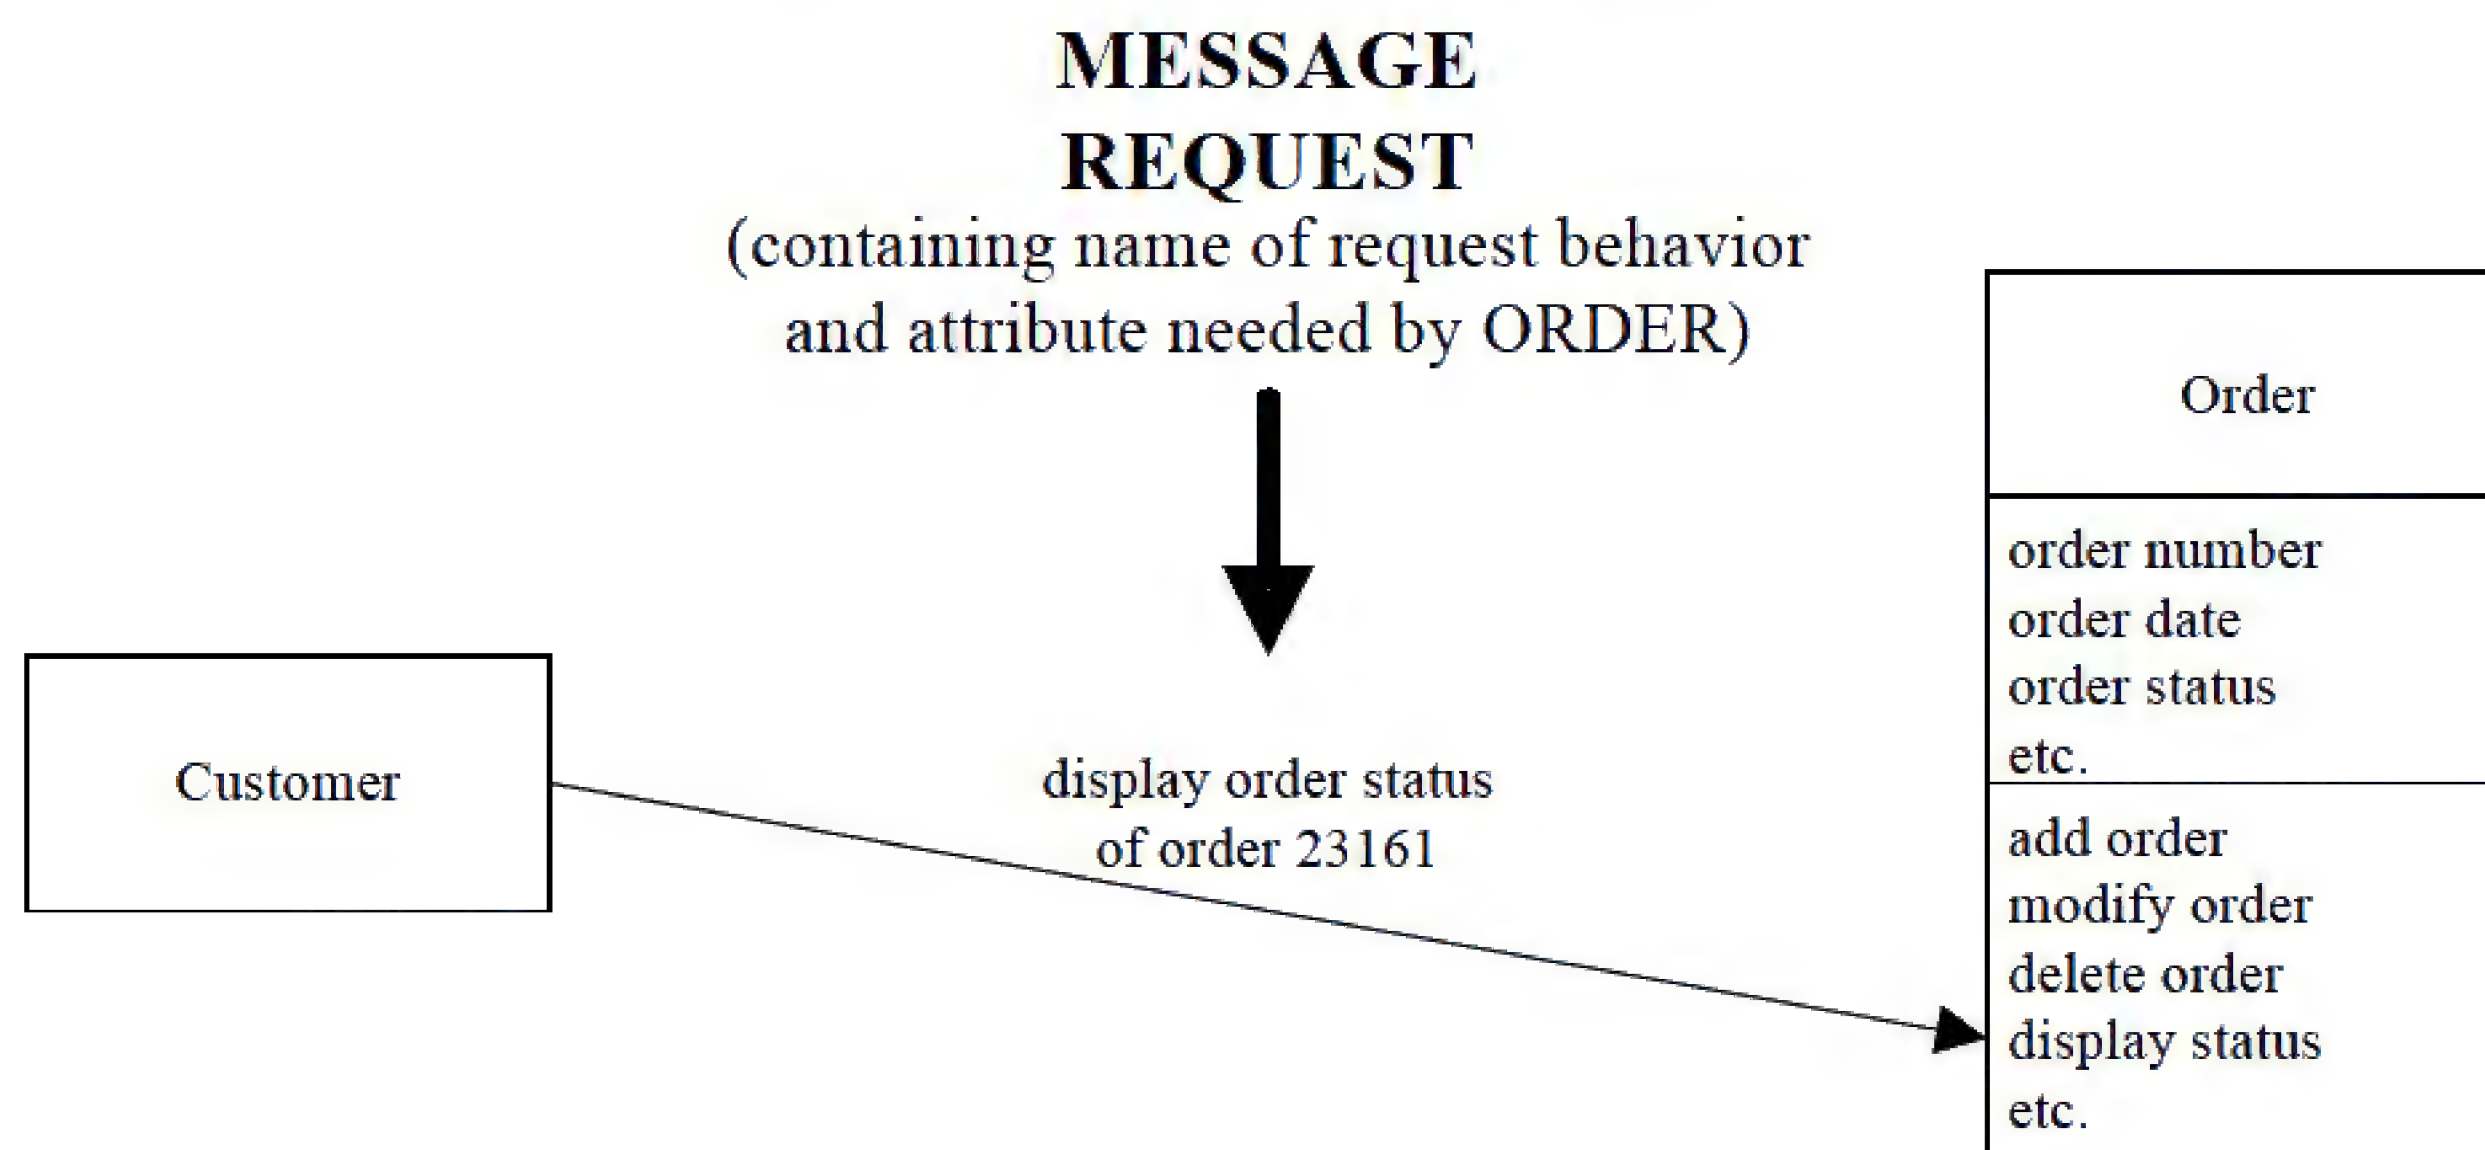 MESSAGE
REQUEST
(containing name of request behavior
and attribute needed by ORDER)
Customer
display order status
of order 23161
Order
order number
order date
order status
etc.
add order
modify order
delete order
display status
etc.